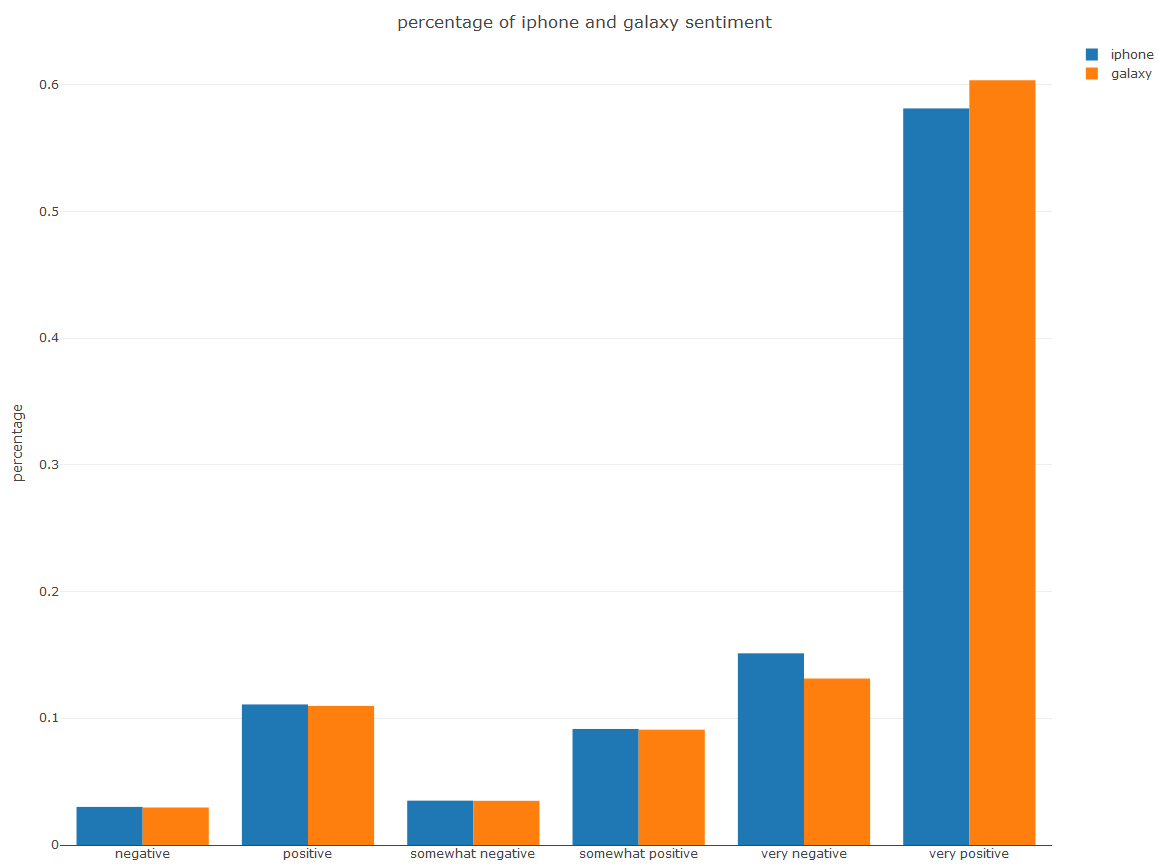 percentage of iphone and galaxy sentiment
iphone
galaxy
0.6
0.5
0.4
0.3
0.2
0.1
0
percentage
negative
positive
somewhat negative
somewhat positive
very negative
very positive